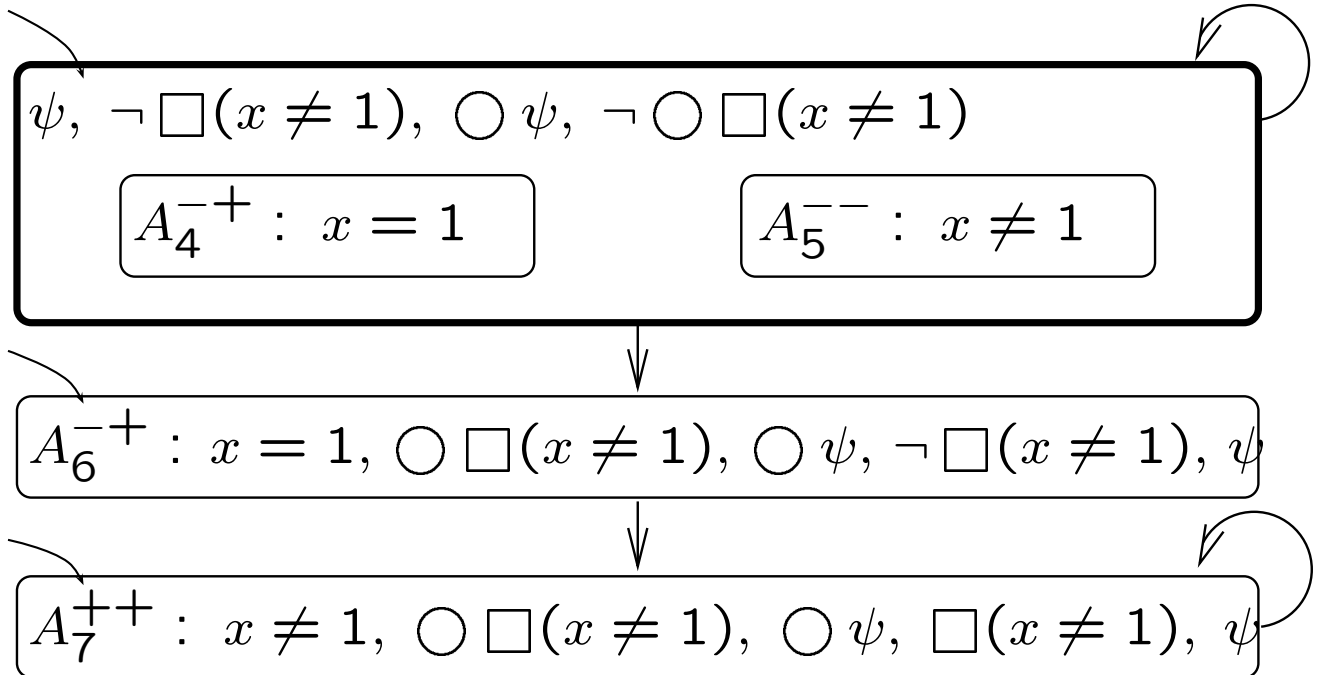 ψ, ¬ □(x ≠ 1), ○ ψ, ¬ ○ □(x ≠ 1)
A₄⁻⁺ : x = 1 A₅⁻⁻ : x ≠ 1
A₆⁻⁺ : x = 1, ○ □(x ≠ 1), ○ ψ, ¬ □(x ≠ 1), ψ
A₇⁺⁺ : x ≠ 1, ○ □(x ≠ 1), ○ ψ, □(x ≠ 1), ψ